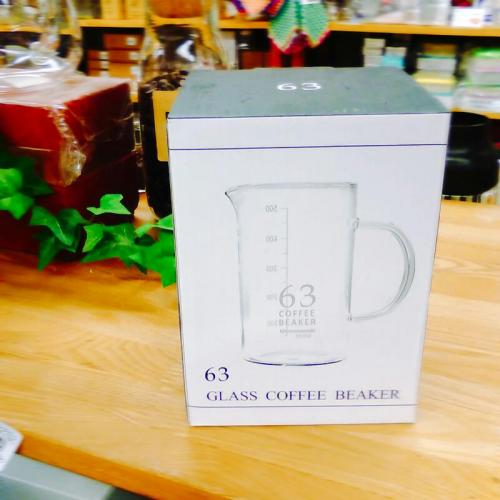 63
500
400
300
63
COFFEE
BEAKER
63
GLASS COFFEE BEAKER